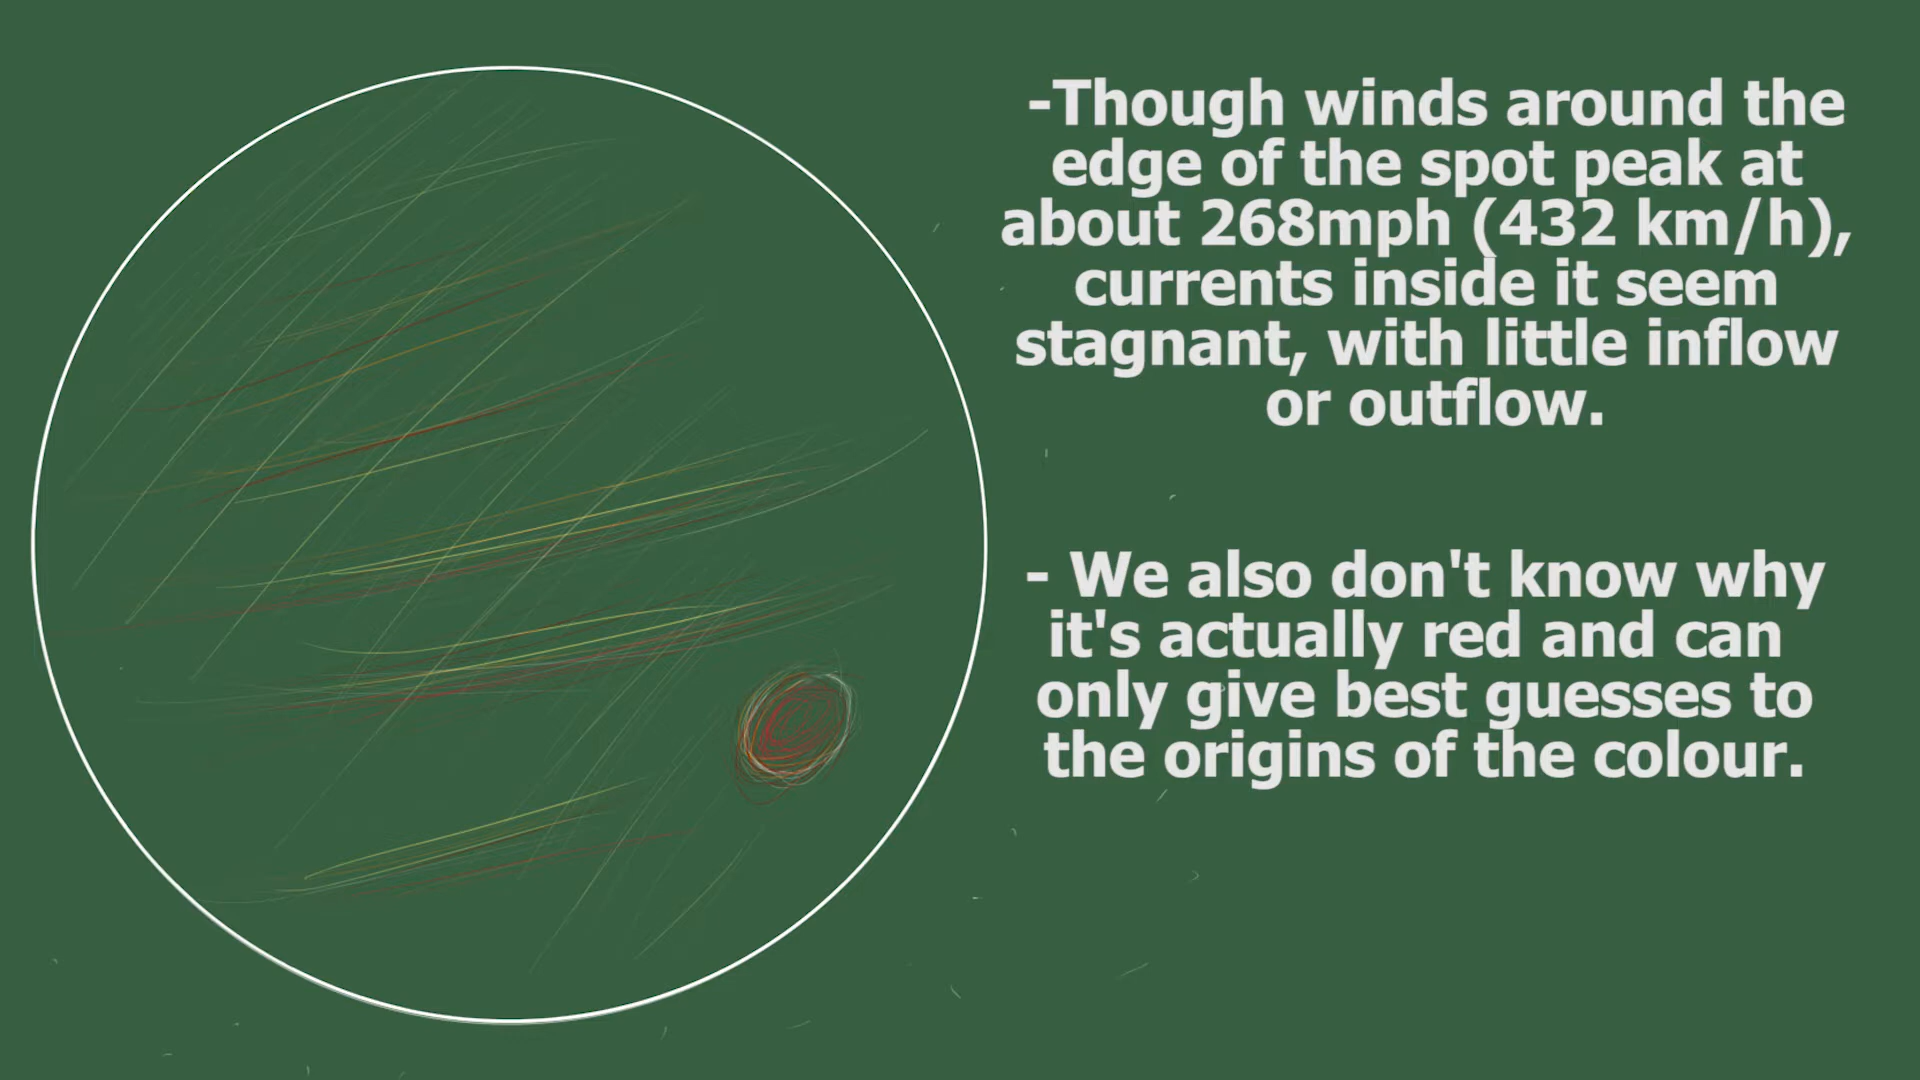 -Though winds around the
edge of the spot peak at
about 268mph (432 km/h),
currents inside it seem
stagnant, with little inflow
or outflow.
- We also don't know why
it's actually red and can
only give best guesses to
the origins of the colour.